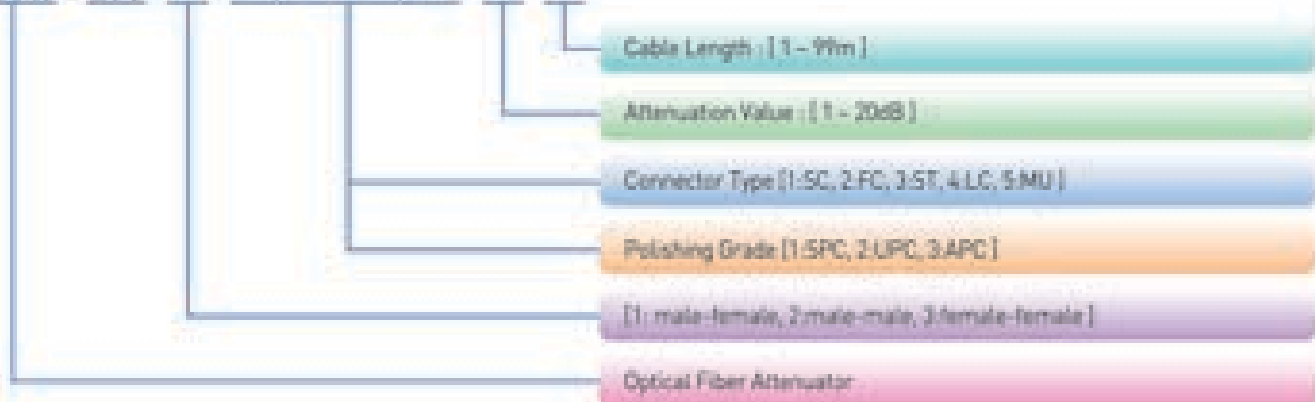 Cable Length : [ 1 ~ 99m ]
Attenuation Value : [ 1 ~ 20dB ]
Connector Type [1:SC, 2:FC, 3:ST, 4:LC, 5:MU ]
Polishing Grade [1:SPC, 2:UPC, 3:APC ]
[1: male-female, 2:male-male, 3:female-female ]
Optical Fiber Attenuator